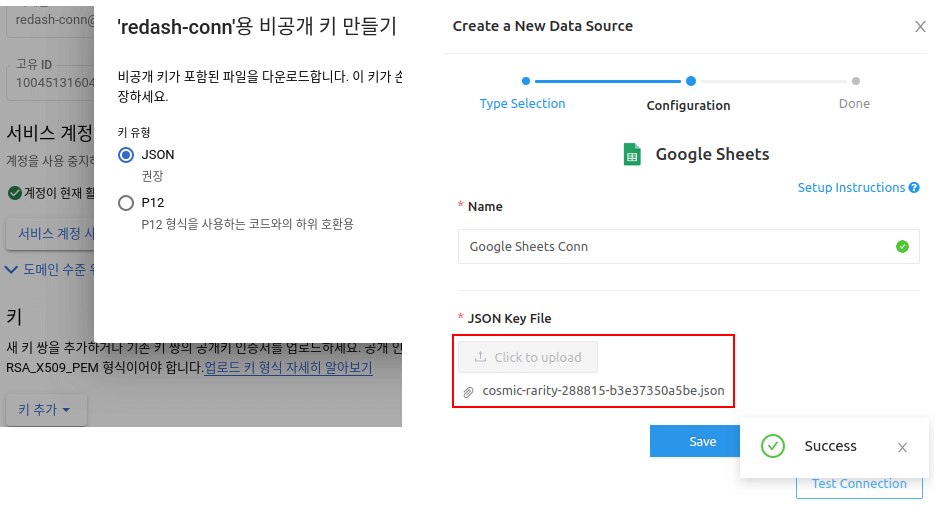 redash-conn@
고유 ID
10045131604
서비스 계정
계정을 사용 중지하
계정이 현재 활
서비스 계정 사
도메인 수준 위
키
새 키 쌍을 추가하거나 기존 키 쌍의 공개키 인증서를 업로드하세요. 공개 인
RSA_X509_PEM 형식이어야 합니다.업로드 키 형식 자세히 알아보기
키 추가
'redash-conn'용 비공개 키 만들기
비공개 키가 포함된 파일을 다운로드합니다. 이 키가 손
장하세요.
키 유형
JSON
권장
P12
P12 형식을 사용하는 코드와의 하위 호환용
Create a New Data Source
Type Selection
Configuration
Done
Google Sheets
Setup Instructions
* Name
Google Sheets Conn
* JSON Key File
Click to upload
cosmic-rarity-288815-b3e37350a5be.json
Save
Success
Test Connection